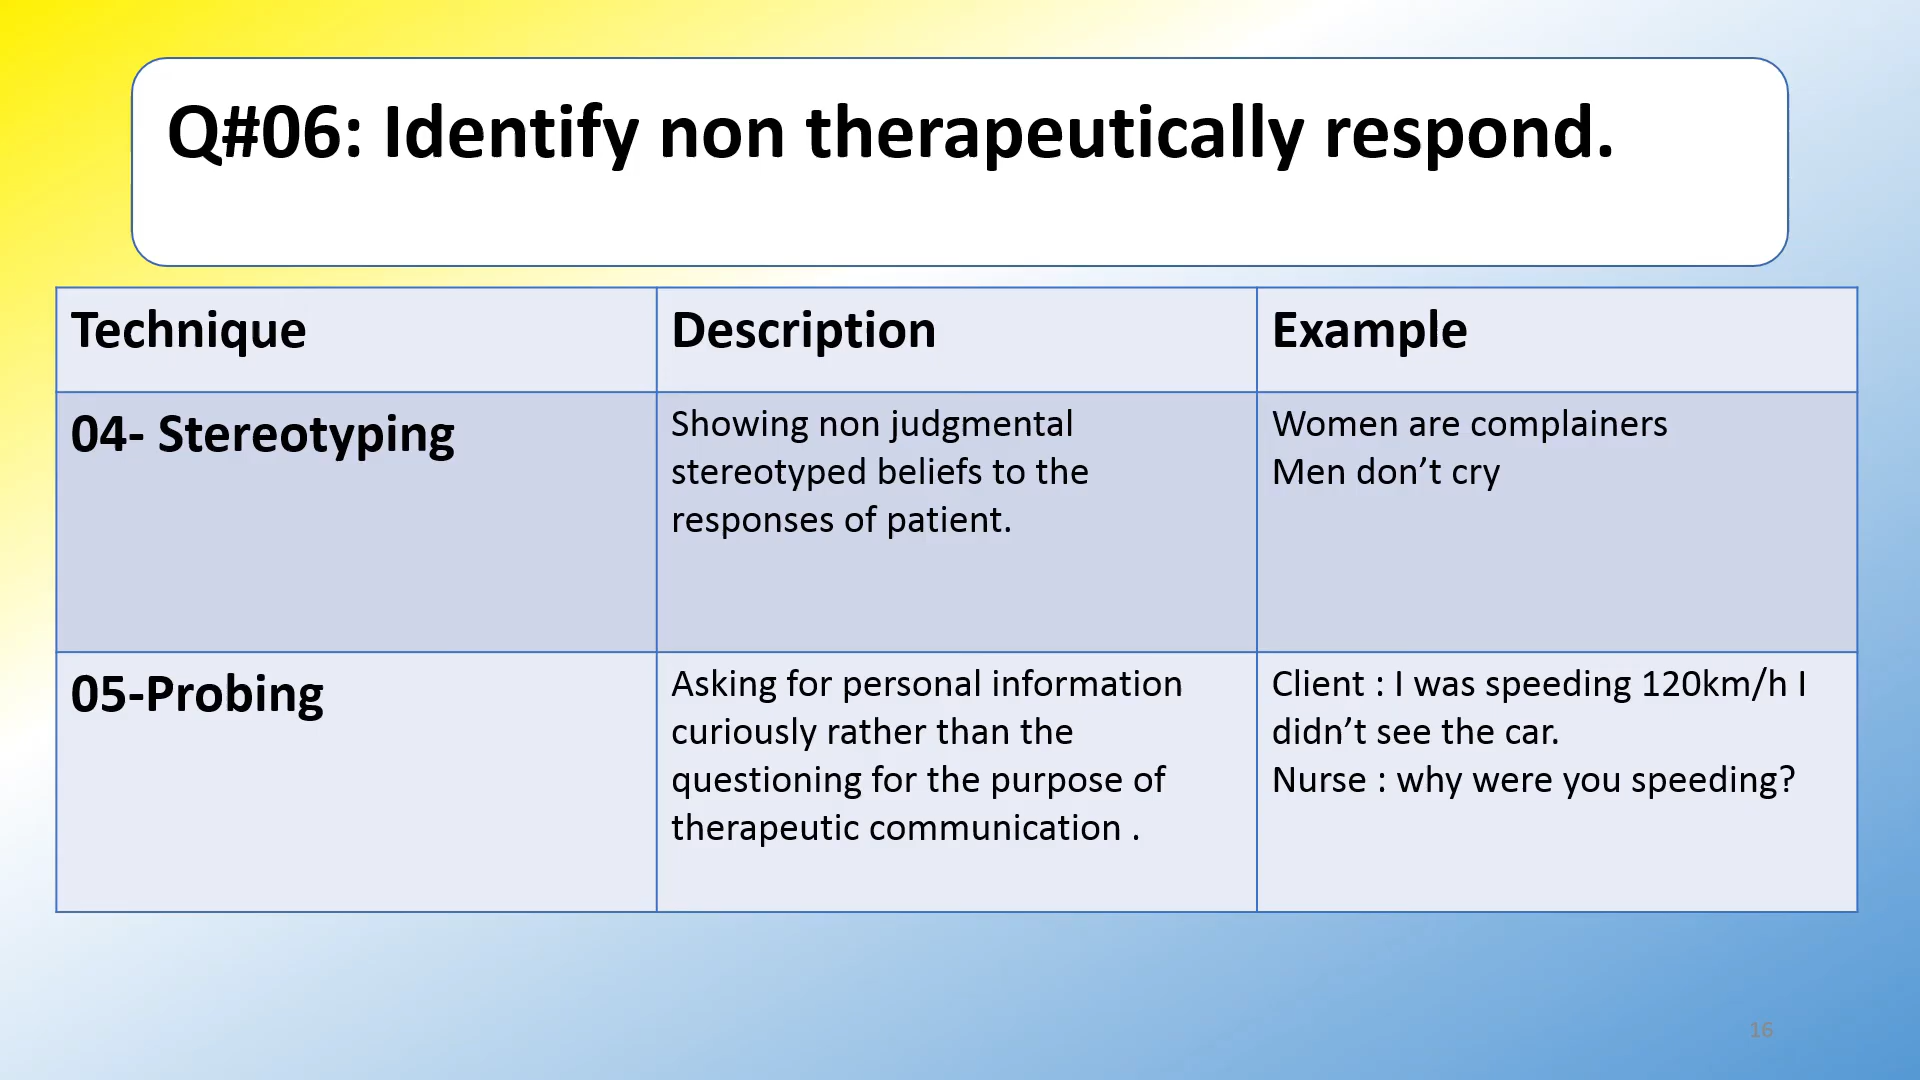 Q#06: Identify non therapeutically respond.
Technique
Description
Example
04- Stereotyping
Showing non judgmental
stereotyped beliefs to the
responses of patient.
Women are complainers
Men don’t cry
05-Probing
Asking for personal information
curiously rather than the
questioning for the purpose of
therapeutic communication .
Client : I was speeding 120km/h I
didn’t see the car.
Nurse : why were you speeding?
16